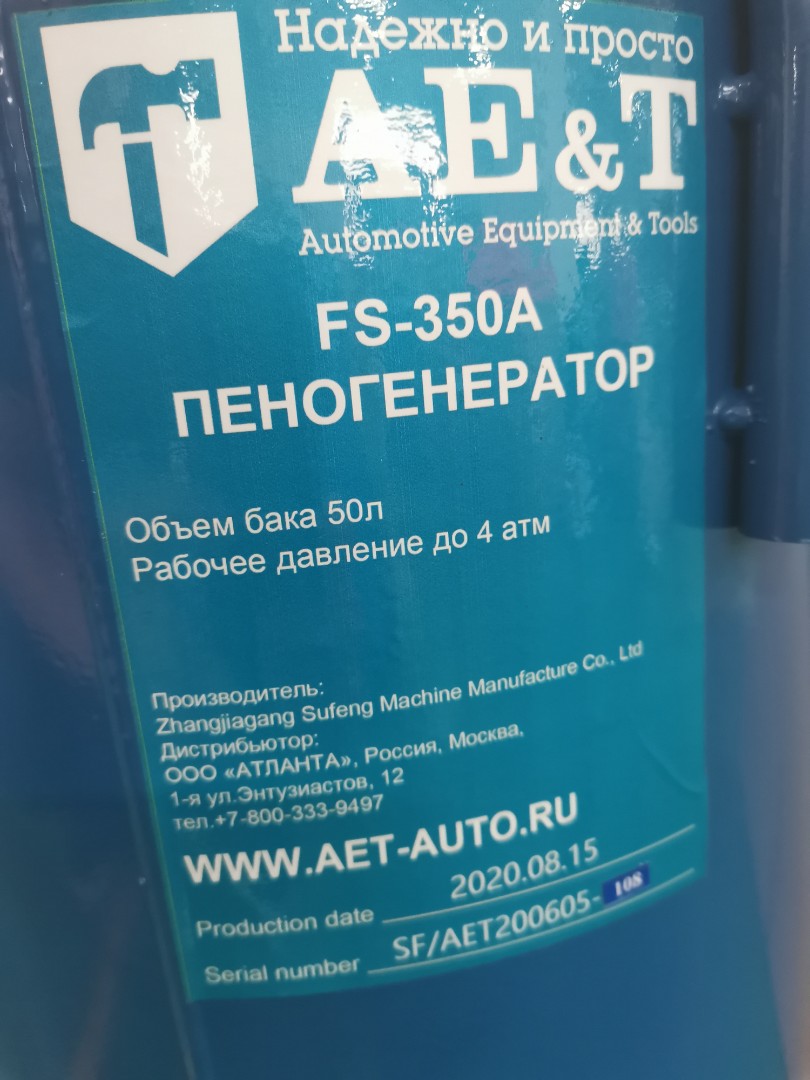 Надежно и просто
AE&T
Automotive Equipment & Tools
FS-350A
ПЕНОГЕНЕРАТОР
Объем бака 50л
Рабочее давление до 4 атм
Производитель:
Zhangjiagang Sufeng Machine Manufacture Co., Ltd
Дистрибьютор:
ООО «АТЛАНТА», Россия, Москва,
1-я ул.Энтузиастов, 12
тел.+7-800-333-9497
WWW.AET-AUTO.RU
Production date 2020.08.15
Serial number SF/AET200605-108